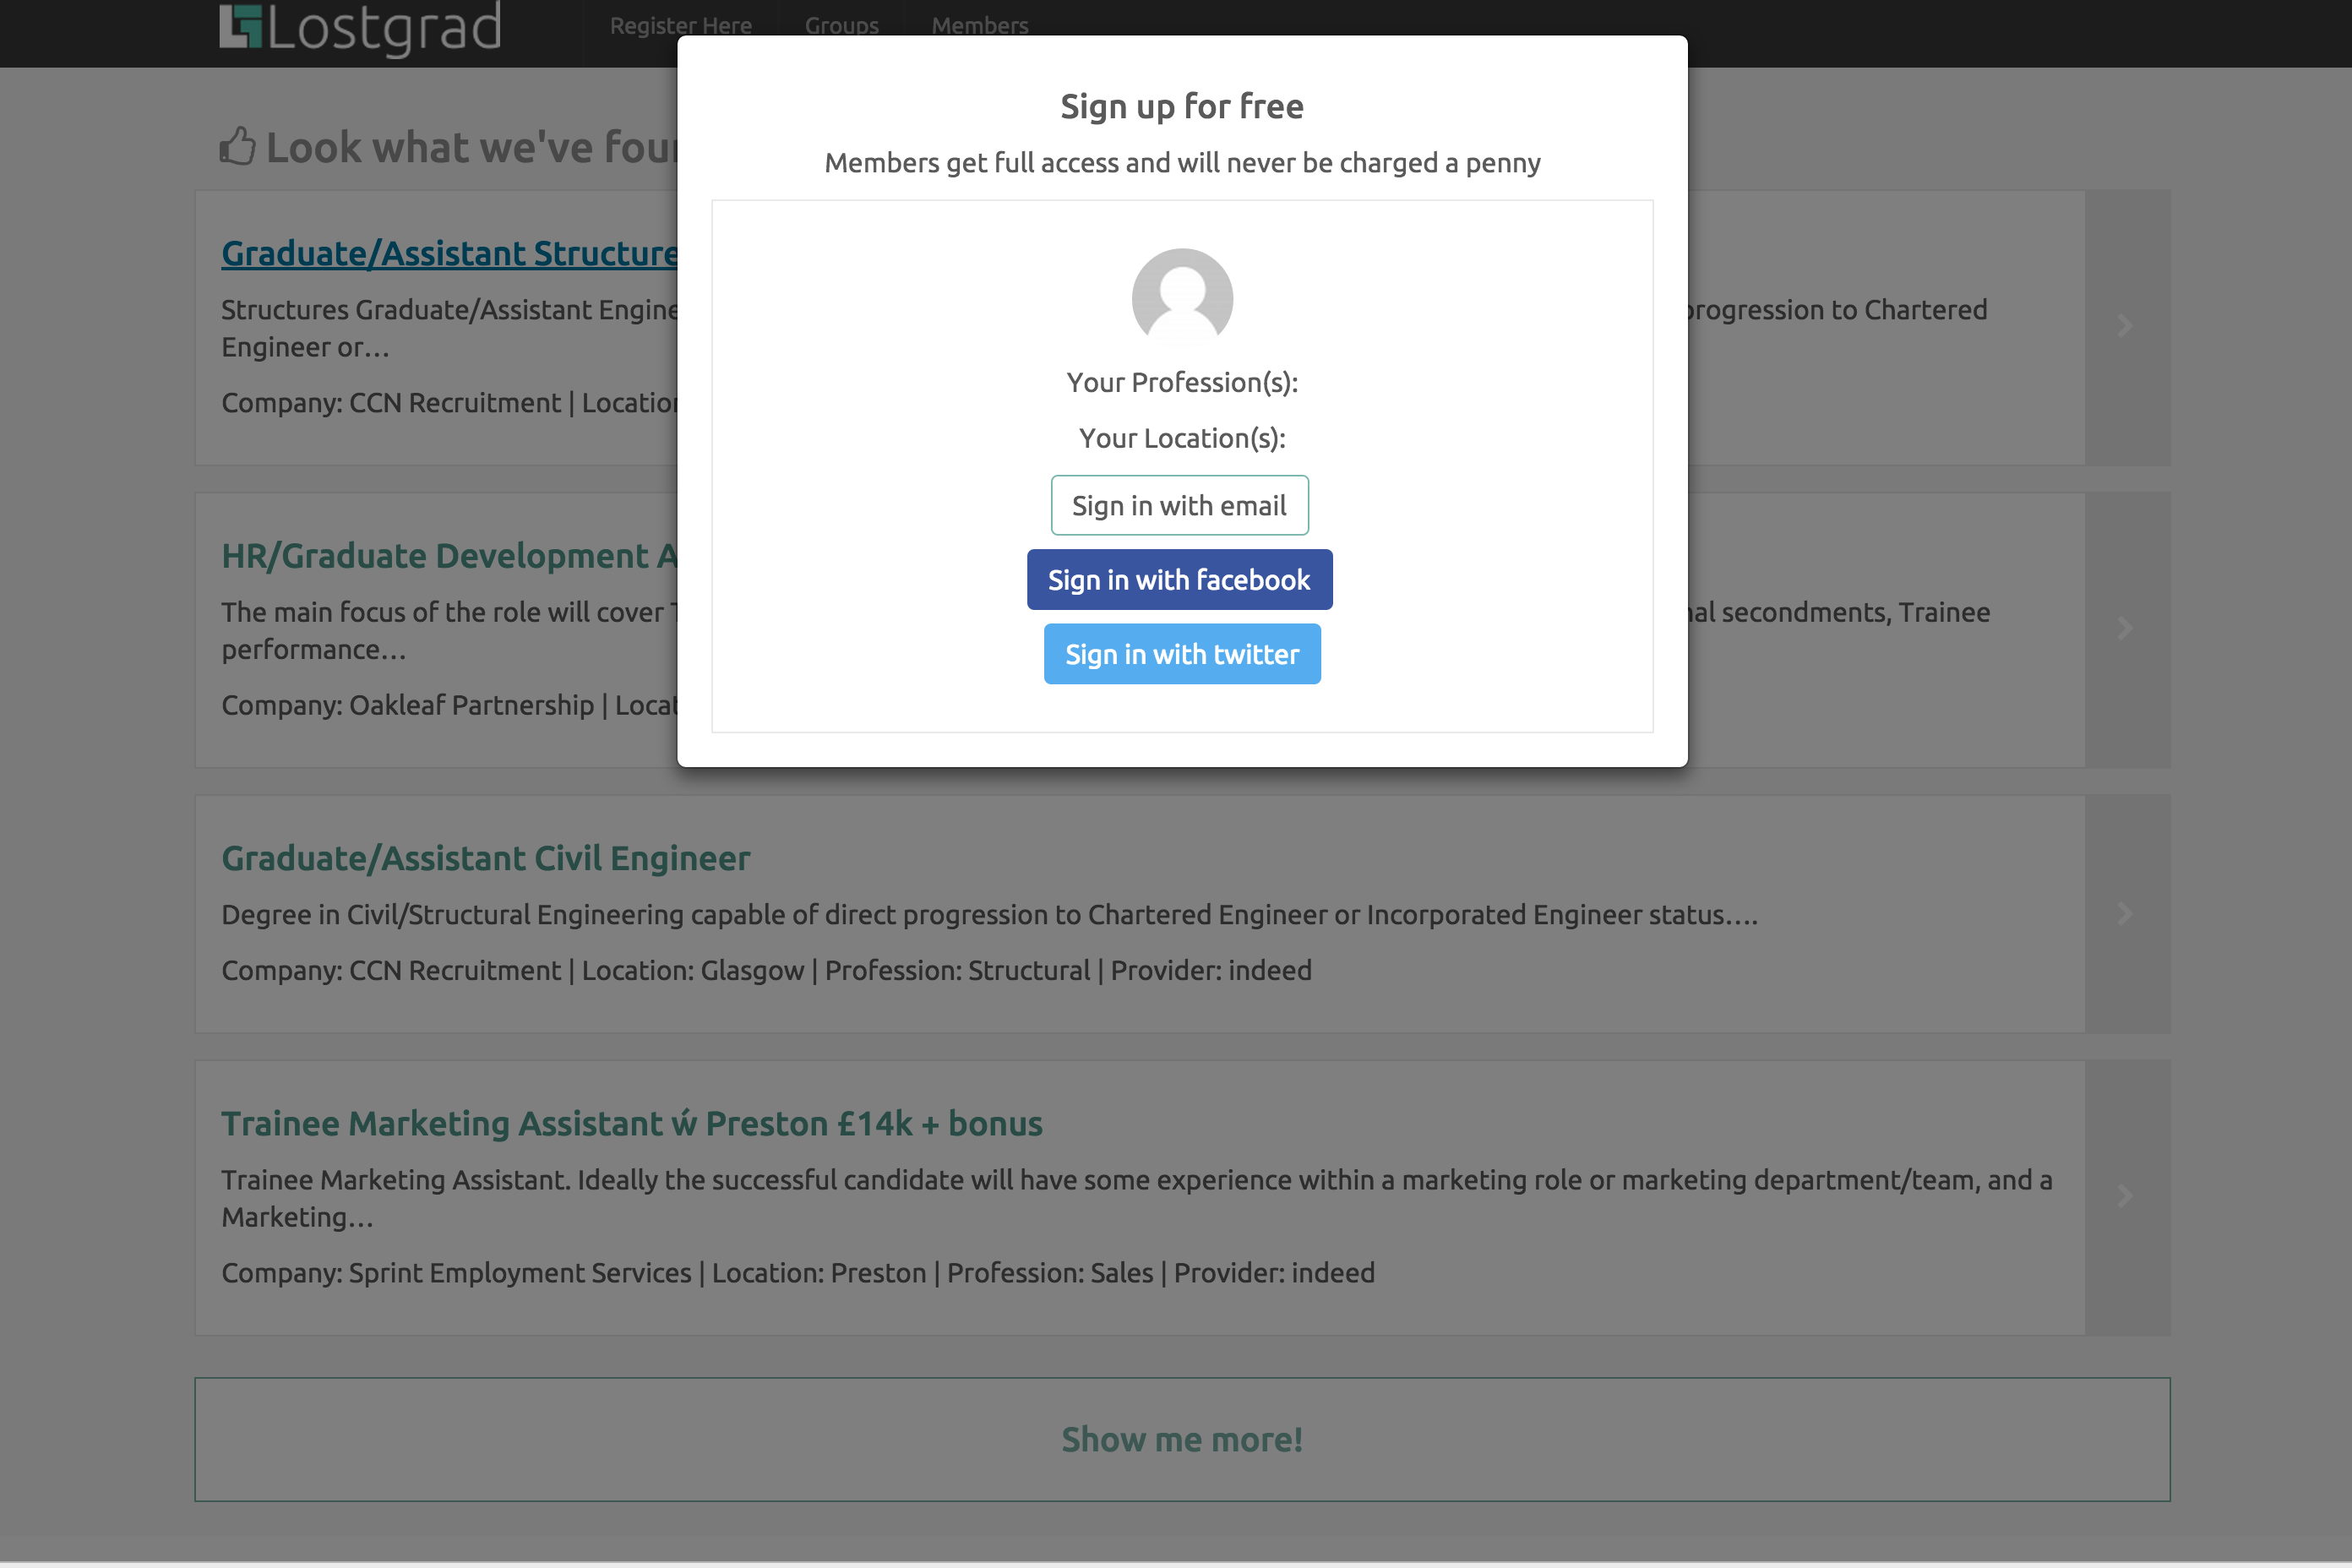 Lostgrad
Register Here Groups Members
Look what we've
Sign up for free
Members get full access and will never be charged a penny
Your Profession(s):
Your Location(s):
Sign in with email
Sign in with facebook
Sign in with twitter
Graduate/Assistant
Structures Graduate/Assistant progression to Chartered
Engineer or...
Company: CCN Recruitment |
HR/Graduate Development
The main focus of the role will cover secondments, Trainee
performance...
Company: Oakleaf Partnership |
Graduate/Assistant Civil Engineer
Degree in Civil/Structural Engineering capable of direct progression to Chartered Engineer or Incorporated Engineer status....
Company: CCN Recruitment | Location: Glasgow | Profession: Structural | Provider: indeed
Trainee Marketing Assistant ẃ Preston £14k + bonus
Trainee Marketing Assistant. Ideally the successful candidate will have some experience within a marketing role or marketing department/team, and a
Marketing...
Company: Sprint Employment Services | Location: Preston | Profession: Sales | Provider: indeed
Show me more!